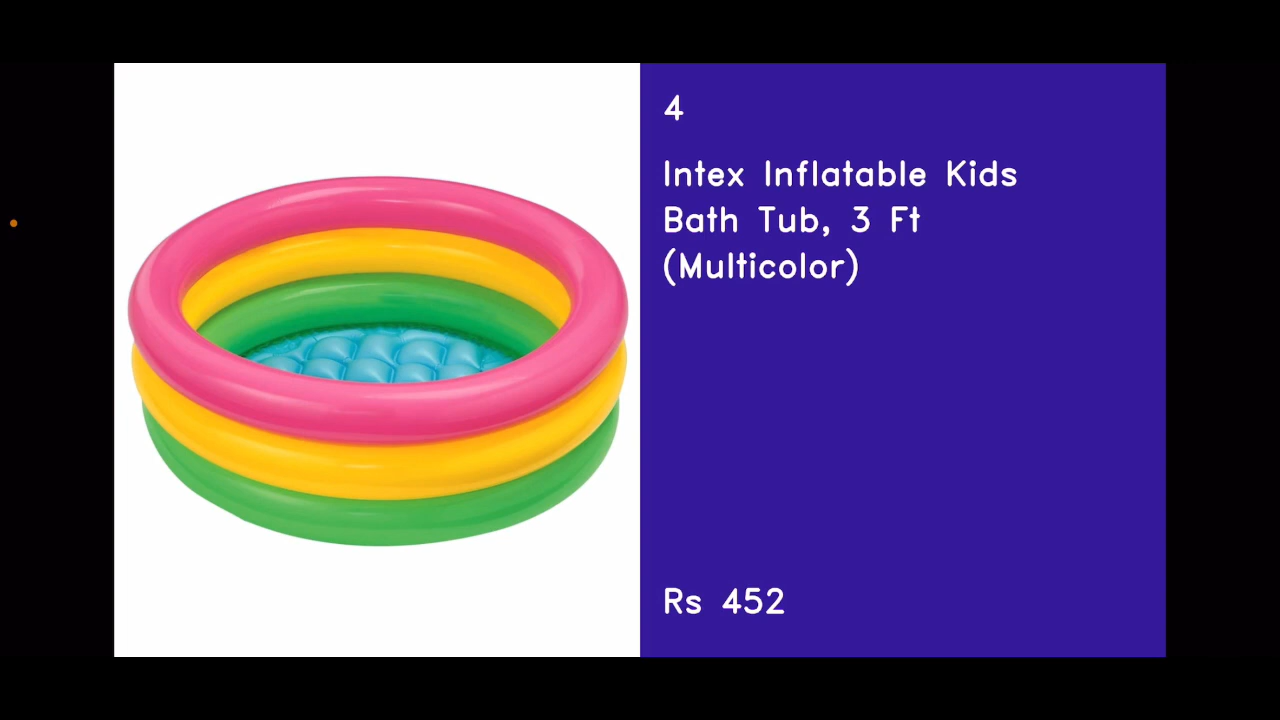 4
Intex Inflatable Kids
Bath Tub, 3 Ft
(Multicolor)
Rs 452